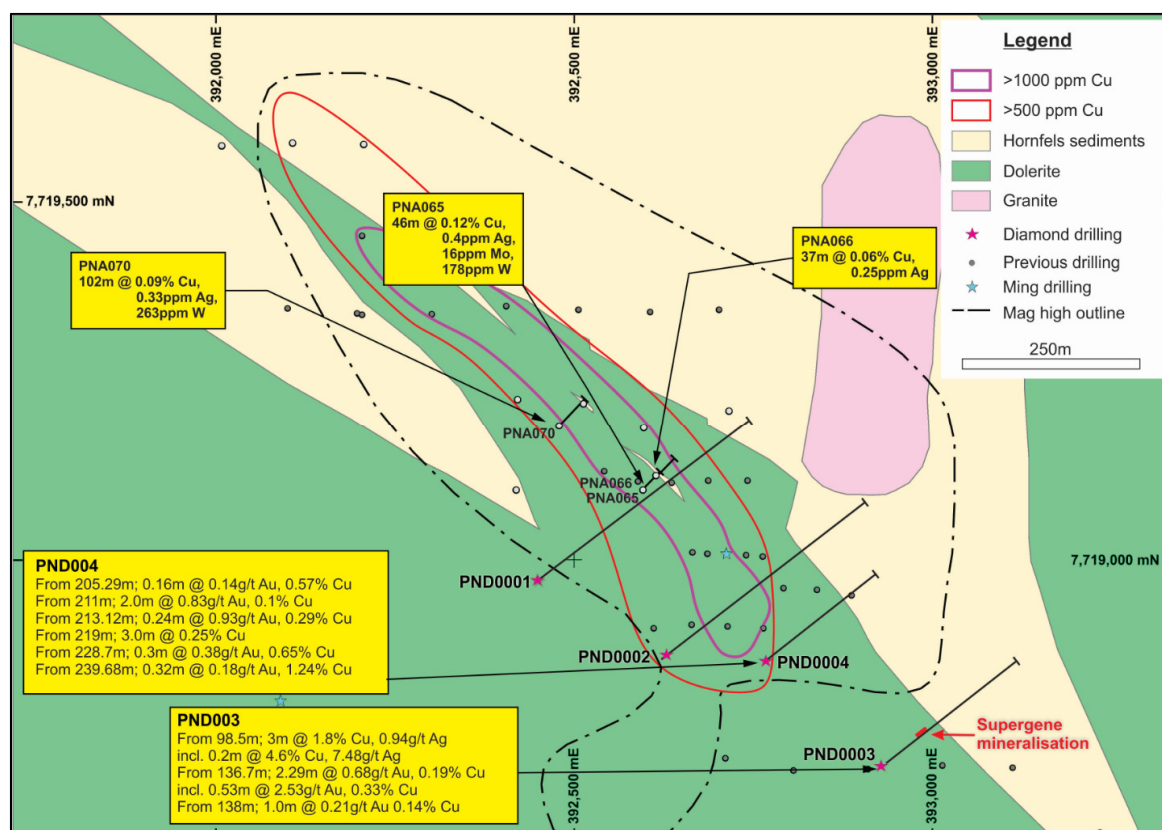 392,000 mE
392,500 mE
393,000 mE
Legend
>1000 ppm Cu
>500 ppm Cu
Hornfels sediments
Dolerite
Granite
Diamond drilling
Previous drilling
Ming drilling
Mag high outline
250m
7,719,500 mN
PNA065
46m @ 0.12% Cu,
0.4ppm Ag,
16ppm Mo,
178ppm W
PNA066
37m @ 0.06% Cu,
0.25ppm Ag
PNA070
102m @ 0.09% Cu,
0.33ppm Ag,
263ppm W
PNA070
PNA066
PNA065
7,719,000 mN
PND0001
PND004
From 205.29m; 0.16m @ 0.14g/t Au, 0.57% Cu
From 211m; 2.0m @ 0.83g/t Au, 0.1% Cu
From 213.12m; 0.24m @ 0.93g/t Au, 0.29% Cu
From 219m; 3.0m @ 0.25% Cu
From 228.7m; 0.3m @ 0.38g/t Au, 0.65% Cu
From 239.68m; 0.32m @ 0.18g/t Au, 1.24% Cu
PND0002
PND0004
PND003
From 98.5m; 3m @ 1.8% Cu, 0.94g/t Ag
incl. 0.2m @ 4.6% Cu, 7.48g/t Ag
From 136.7m; 2.29m @ 0.68g/t Au, 0.19% Cu
incl. 0.53m @ 2.53g/t Au, 0.33% Cu
From 138m; 1.0m @ 0.21g/t Au 0.14% Cu
Supergene
mineralisation
PND0003
392,500 mE
393,000 mE